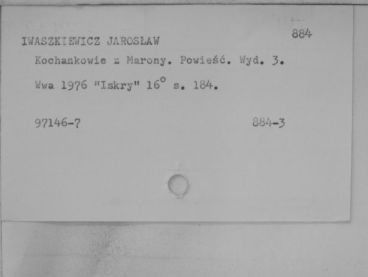 884
IWASZKIEWICZ JAROSŁAW
Kochankowie z Marony. Powieść. Wyd. 3.
Wwa 1976 "Iskry" 16° s. 184.
97146-7 884-3